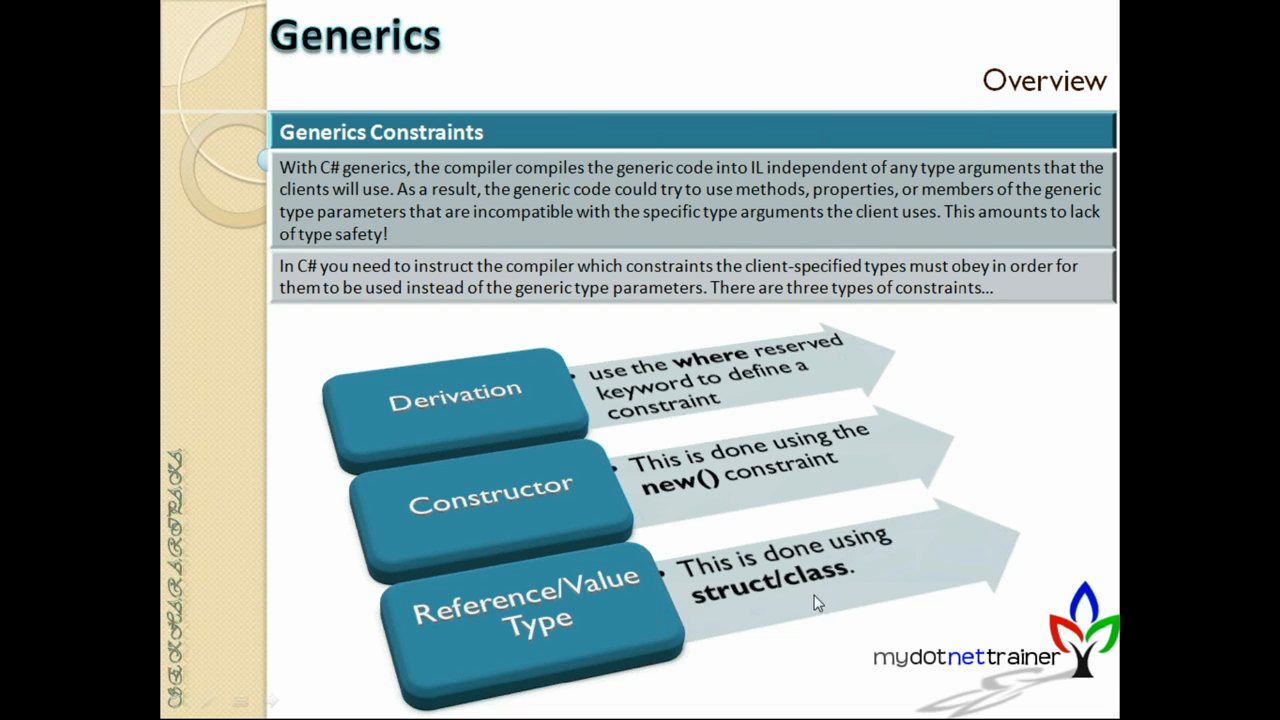 Generics
Overview
Generics Constraints
With C# generics, the compiler compiles the generic code into IL independent of any type arguments that the
clients will use. As a result, the generic code could try to use methods, properties, or members of the generic
type parameters that are incompatible with the specific type arguments the client uses. This amounts to lack
of type safety!
In C# you need to instruct the compiler which constraints the client-specified types must obey in order for
them to be used instead of the generic type parameters. There are three types of constraints...
Derivation
• use the where reserved
keyword to define a
constraint
Constructor
• This is done using the
new() constraint
Reference/Value
Type
• This is done using
struct/class.
mydotnettrainer